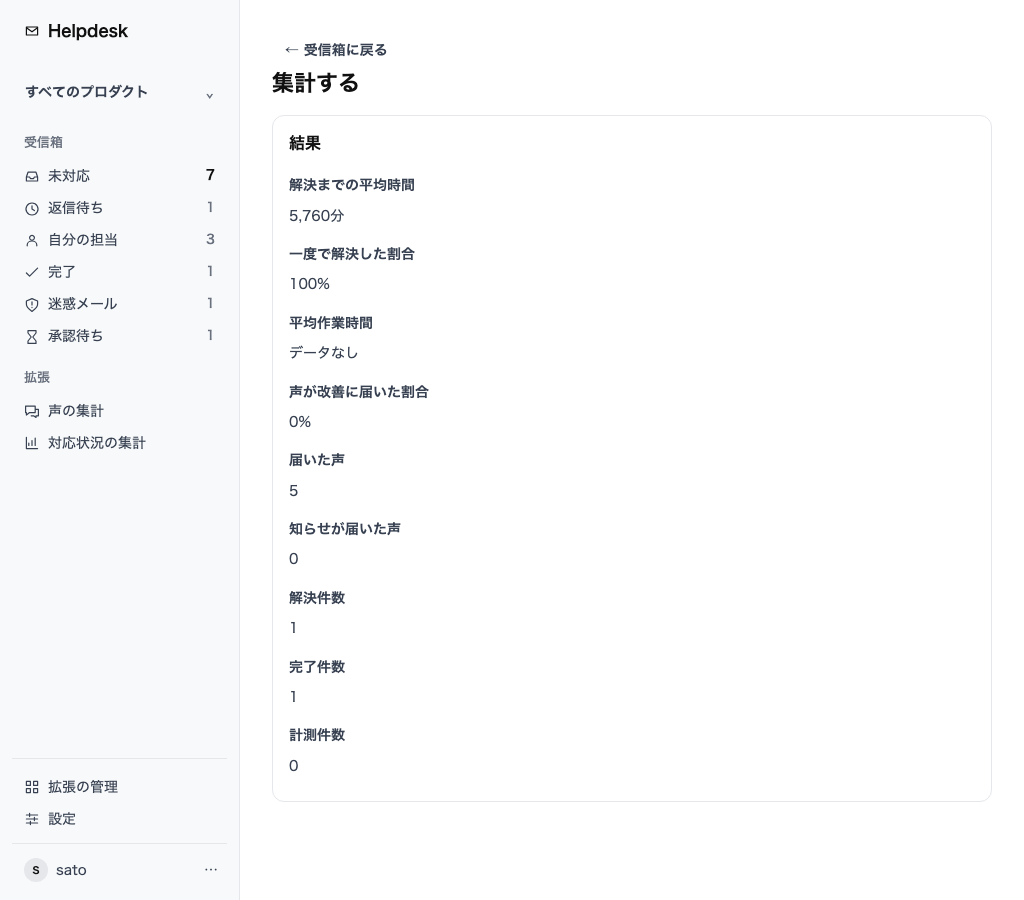 Helpdesk
すべてのプロダクト
受信箱
未対応 7
返信待ち 1
自分の担当 3
完了 1
迷惑メール 1
承認待ち 1
拡張
声の集計
対応状況の集計
拡張の管理
設定
S sato ...
← 受信箱に戻る
集計する
結果
解決までの平均時間
5,760分
一度で解決した割合
100%
平均作業時間
データなし
声が改善に届いた割合
0%
届いた声
5
知らせが届いた声
0
解決件数
1
完了件数
1
計測件数
0